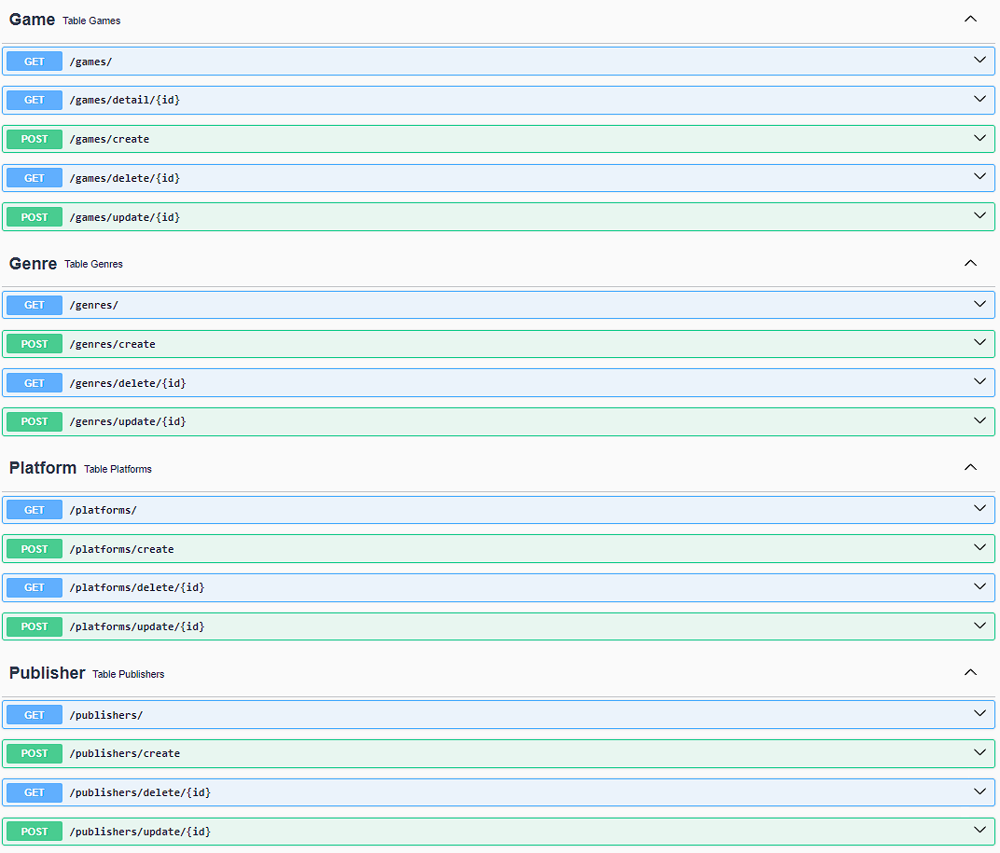 Game Table Games
GET /games/
GET /games/detail/{id}
POST /games/create
GET /games/delete/{id}
POST /games/update/{id}
Genre Table Genres
GET /genres/
POST /genres/create
GET /genres/delete/{id}
POST /genres/update/{id}
Platform Table Platforms
GET /platforms/
POST /platforms/create
GET /platforms/delete/{id}
POST /platforms/update/{id}
Publisher Table Publishers
GET /publishers/
POST /publishers/create
GET /publishers/delete/{id}
POST /publishers/update/{id}